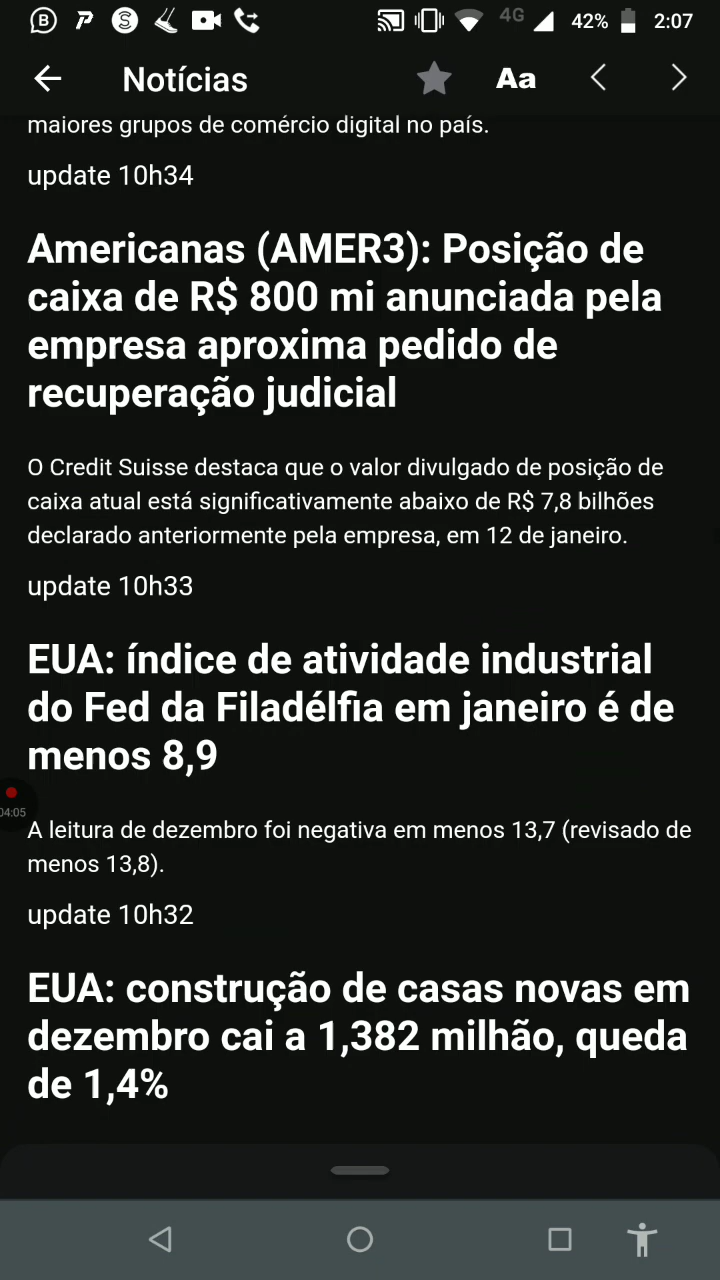 B P S 4G 42% 2:07
Notícias Aa
maiores grupos de comércio digital no país.
update 10h34
Americanas (AMER3): Posição de
caixa de R$ 800 mi anunciada pela
empresa aproxima pedido de
recuperação judicial
O Credit Suisse destaca que o valor divulgado de posição de
caixa atual está significativamente abaixo de R$ 7,8 bilhões
declarado anteriormente pela empresa, em 12 de janeiro.
update 10h33
EUA: índice de atividade industrial
do Fed da Filadélfia em janeiro é de
menos 8,9
04:05
A leitura de dezembro foi negativa em menos 13,7 (revisado de
menos 13,8).
update 10h32
EUA: construção de casas novas em
dezembro cai a 1,382 milhão, queda
de 1,4%